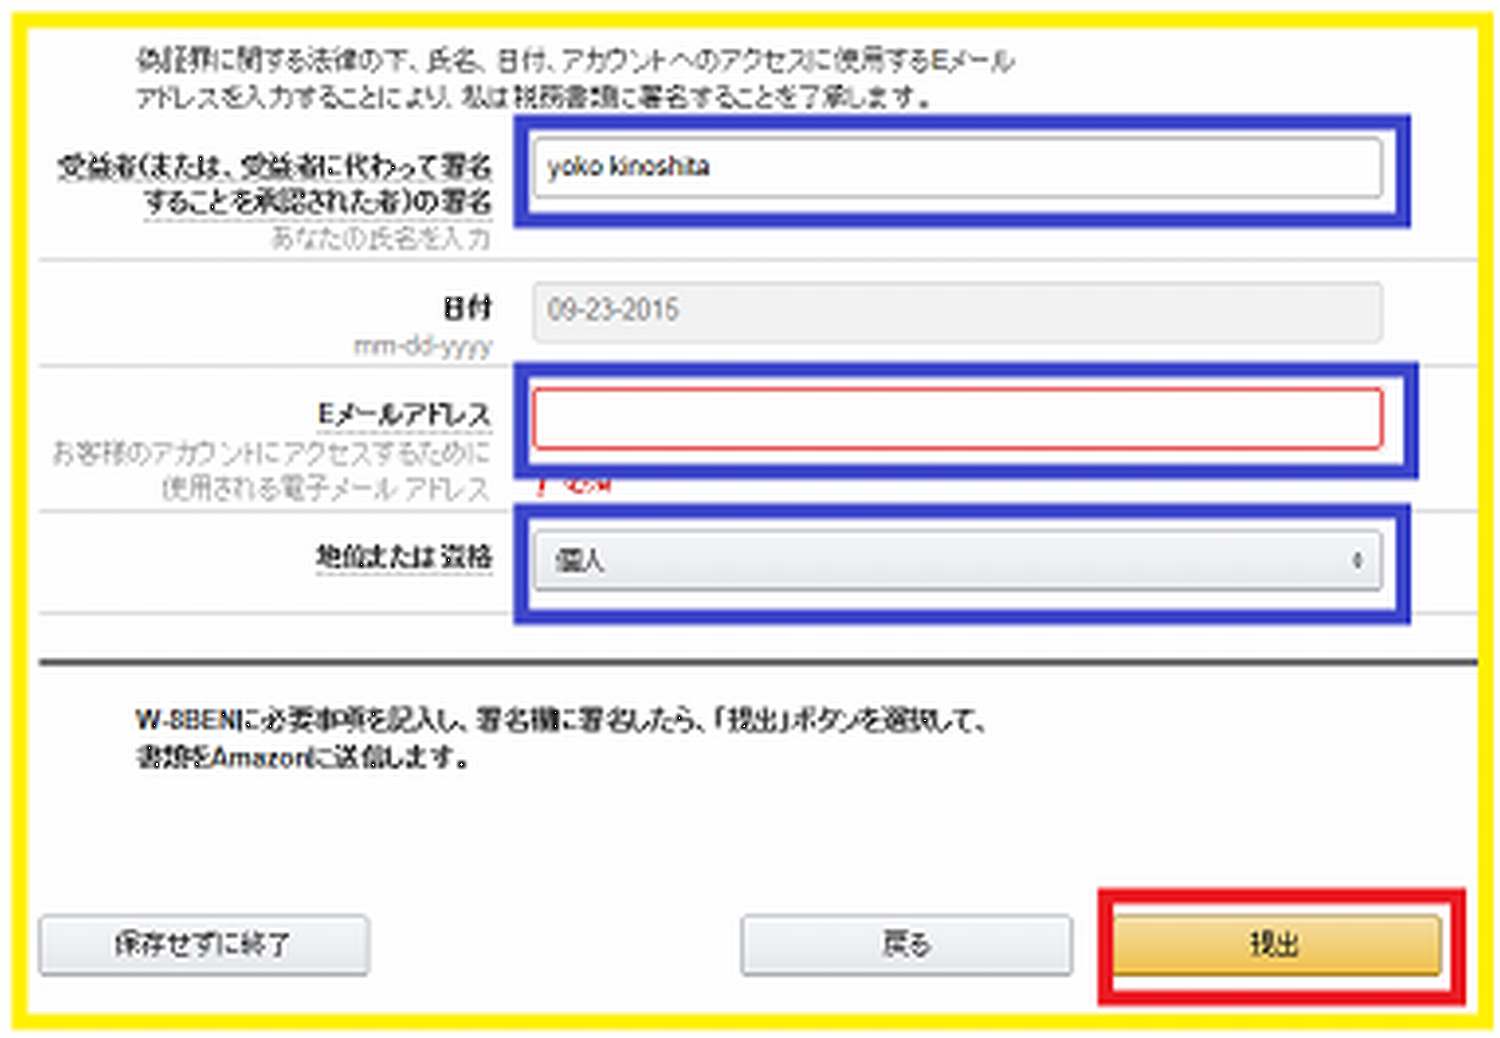 偽証罪に関する法律の下、氏名、日付、アカウントへのアクセスに使用するEメール
アドレスを入力することにより、私は税務書類に署名することを了承します。
受益者(または、受益者に代わって署名
することを承認された者)の署名
あなたの氏名を入力
yoko kinoshita
日付
mm-dd-yyyy
09-23-2015
Eメールアドレス
お客様のアカウントにアクセスするために
使用される電子メール アドレス
地位または 資格
個人
W-8BENに必要事項を記入し、署名欄に署名したら、「提出」ボタンを選択して、
書類をAmazonに送信します。
保存せずに終了
戻る
提出